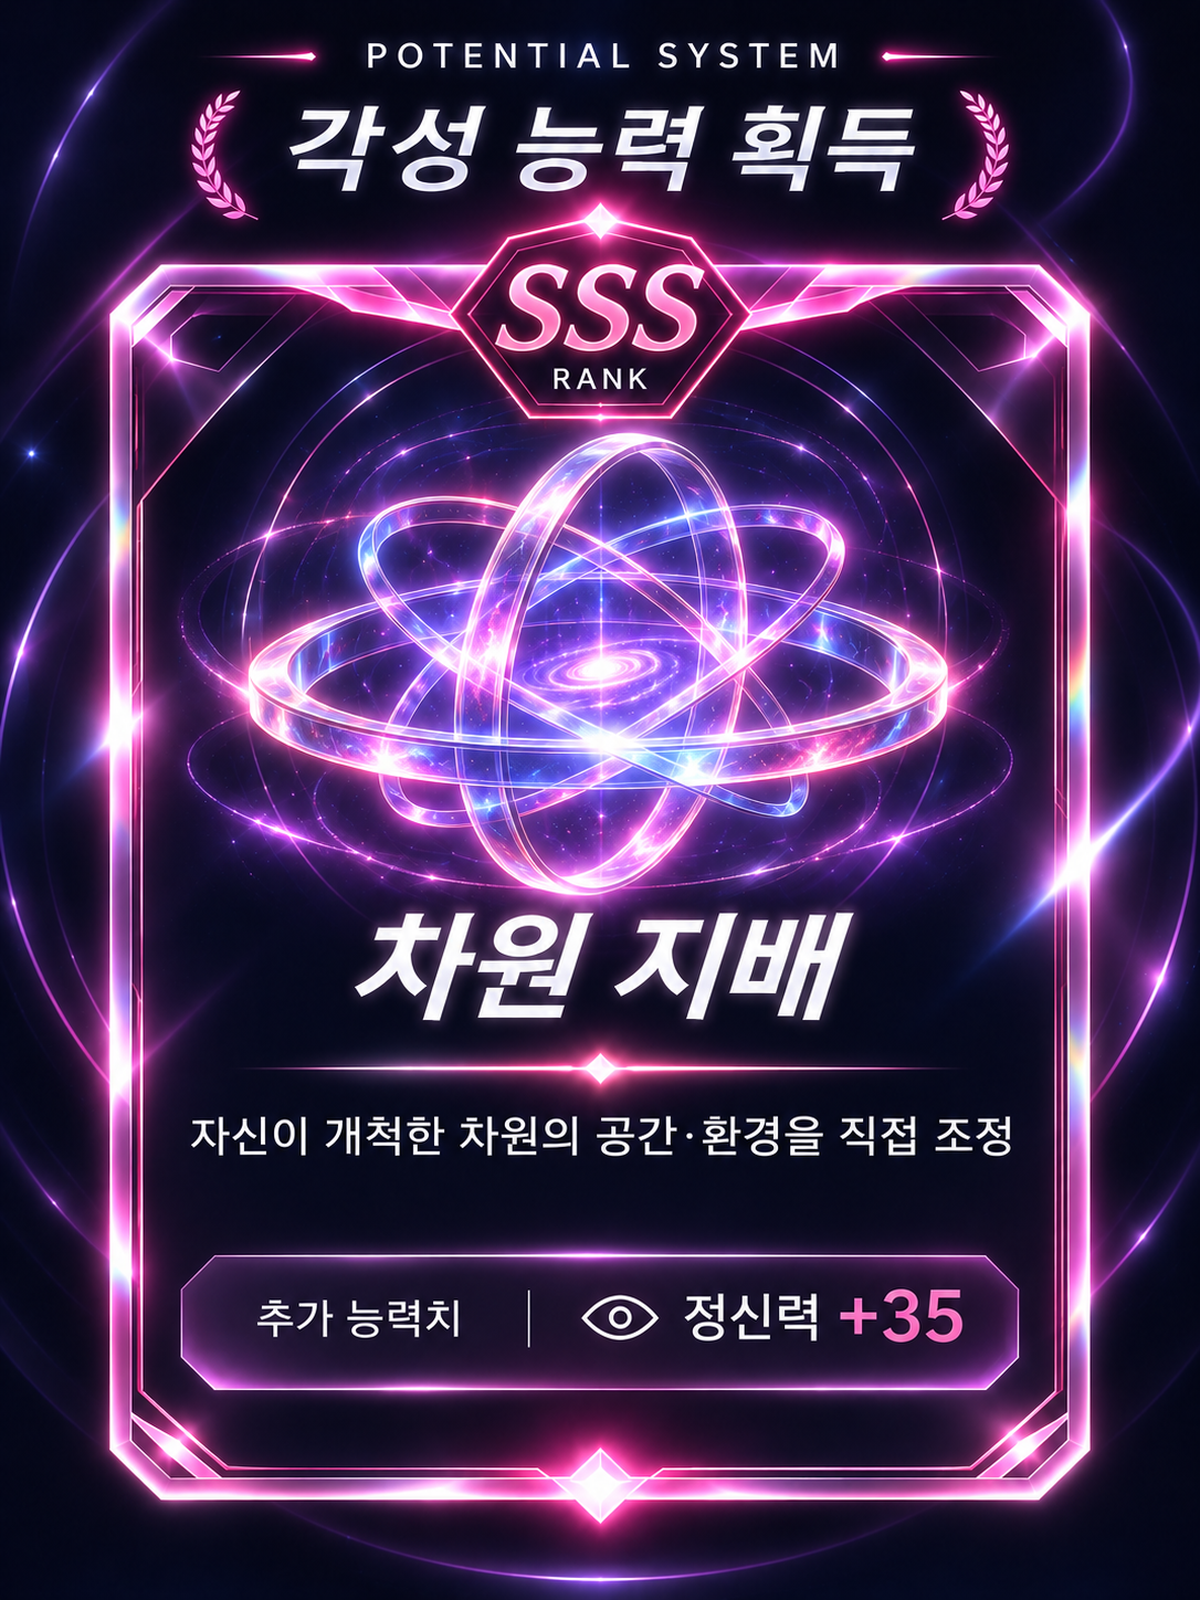 POTENTIAL SYSTEM
각성 능력 획득
SSS
RANK
차원 지배
자신이 개척한 차원의 공간·환경을 직접 조정
추가 능력치 정신력 +35